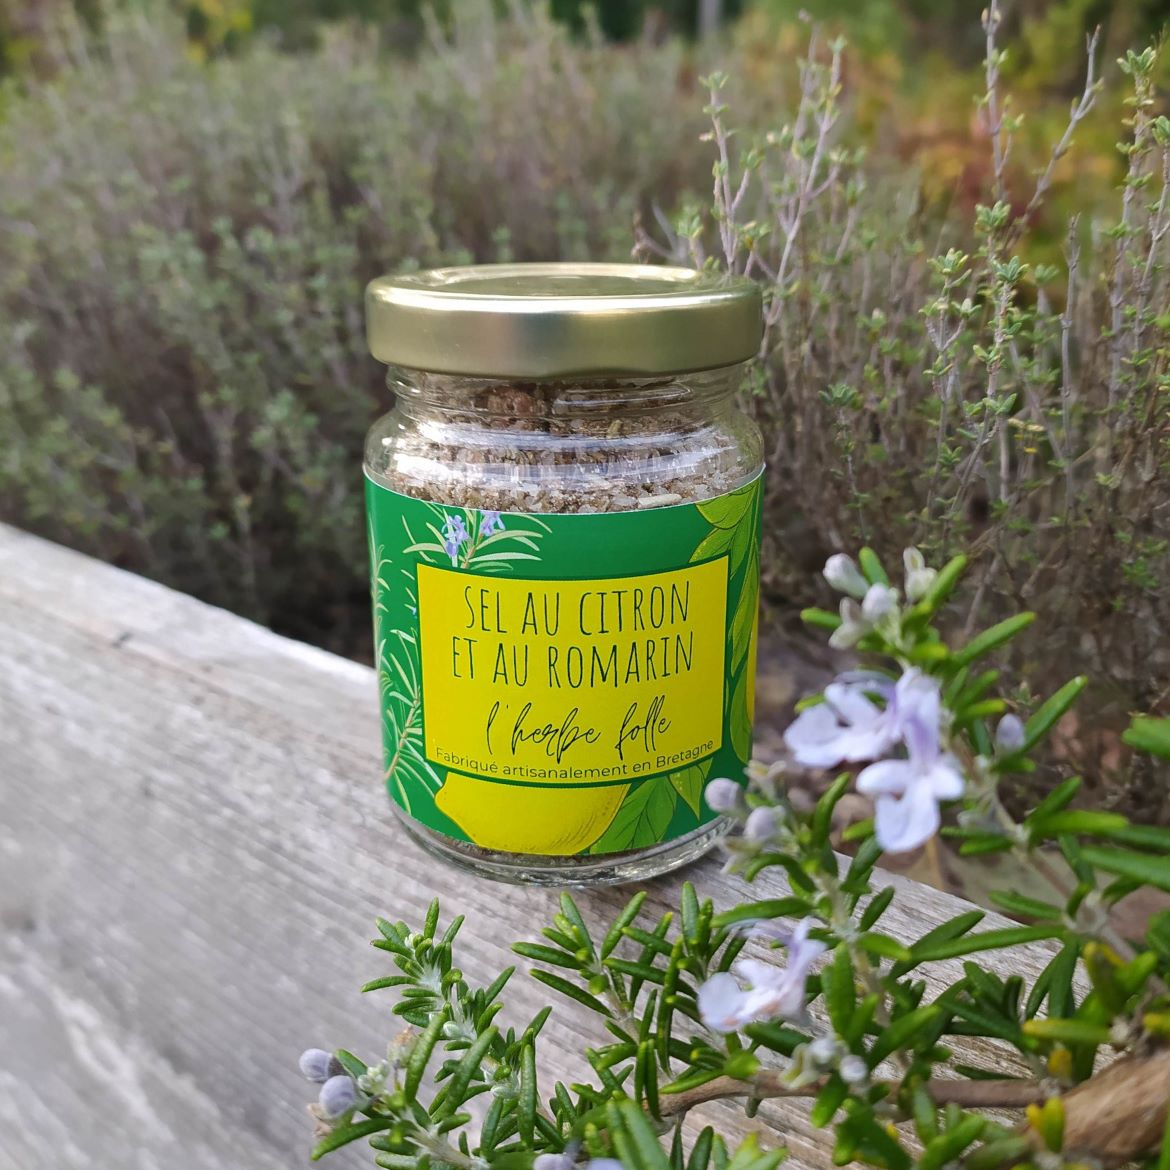 SEL AU CITRON
ET AU ROMARIN
l'herbe folle
Fabriqué artisanalement en Bretagne